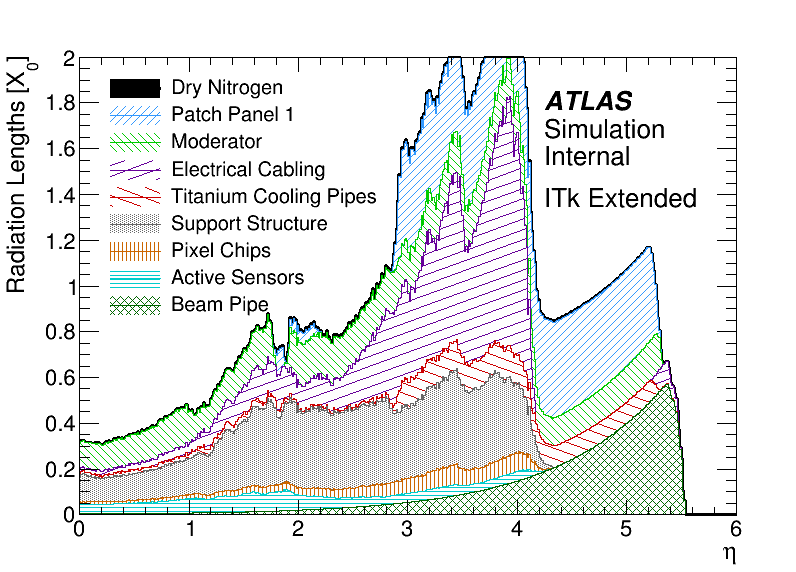 Radiation Lengths [X0]
2
1.8
1.6
1.4
1.2
1
0.8
0.6
0.4
0.2
0
Dry Nitrogen
Patch Panel 1
Moderator
Electrical Cabling
Titanium Cooling Pipes
Support Structure
Pixel Chips
Active Sensors
Beam Pipe
ATLAS
Simulation
Internal
ITk Extended
0 1 2 3 4 5 6
η